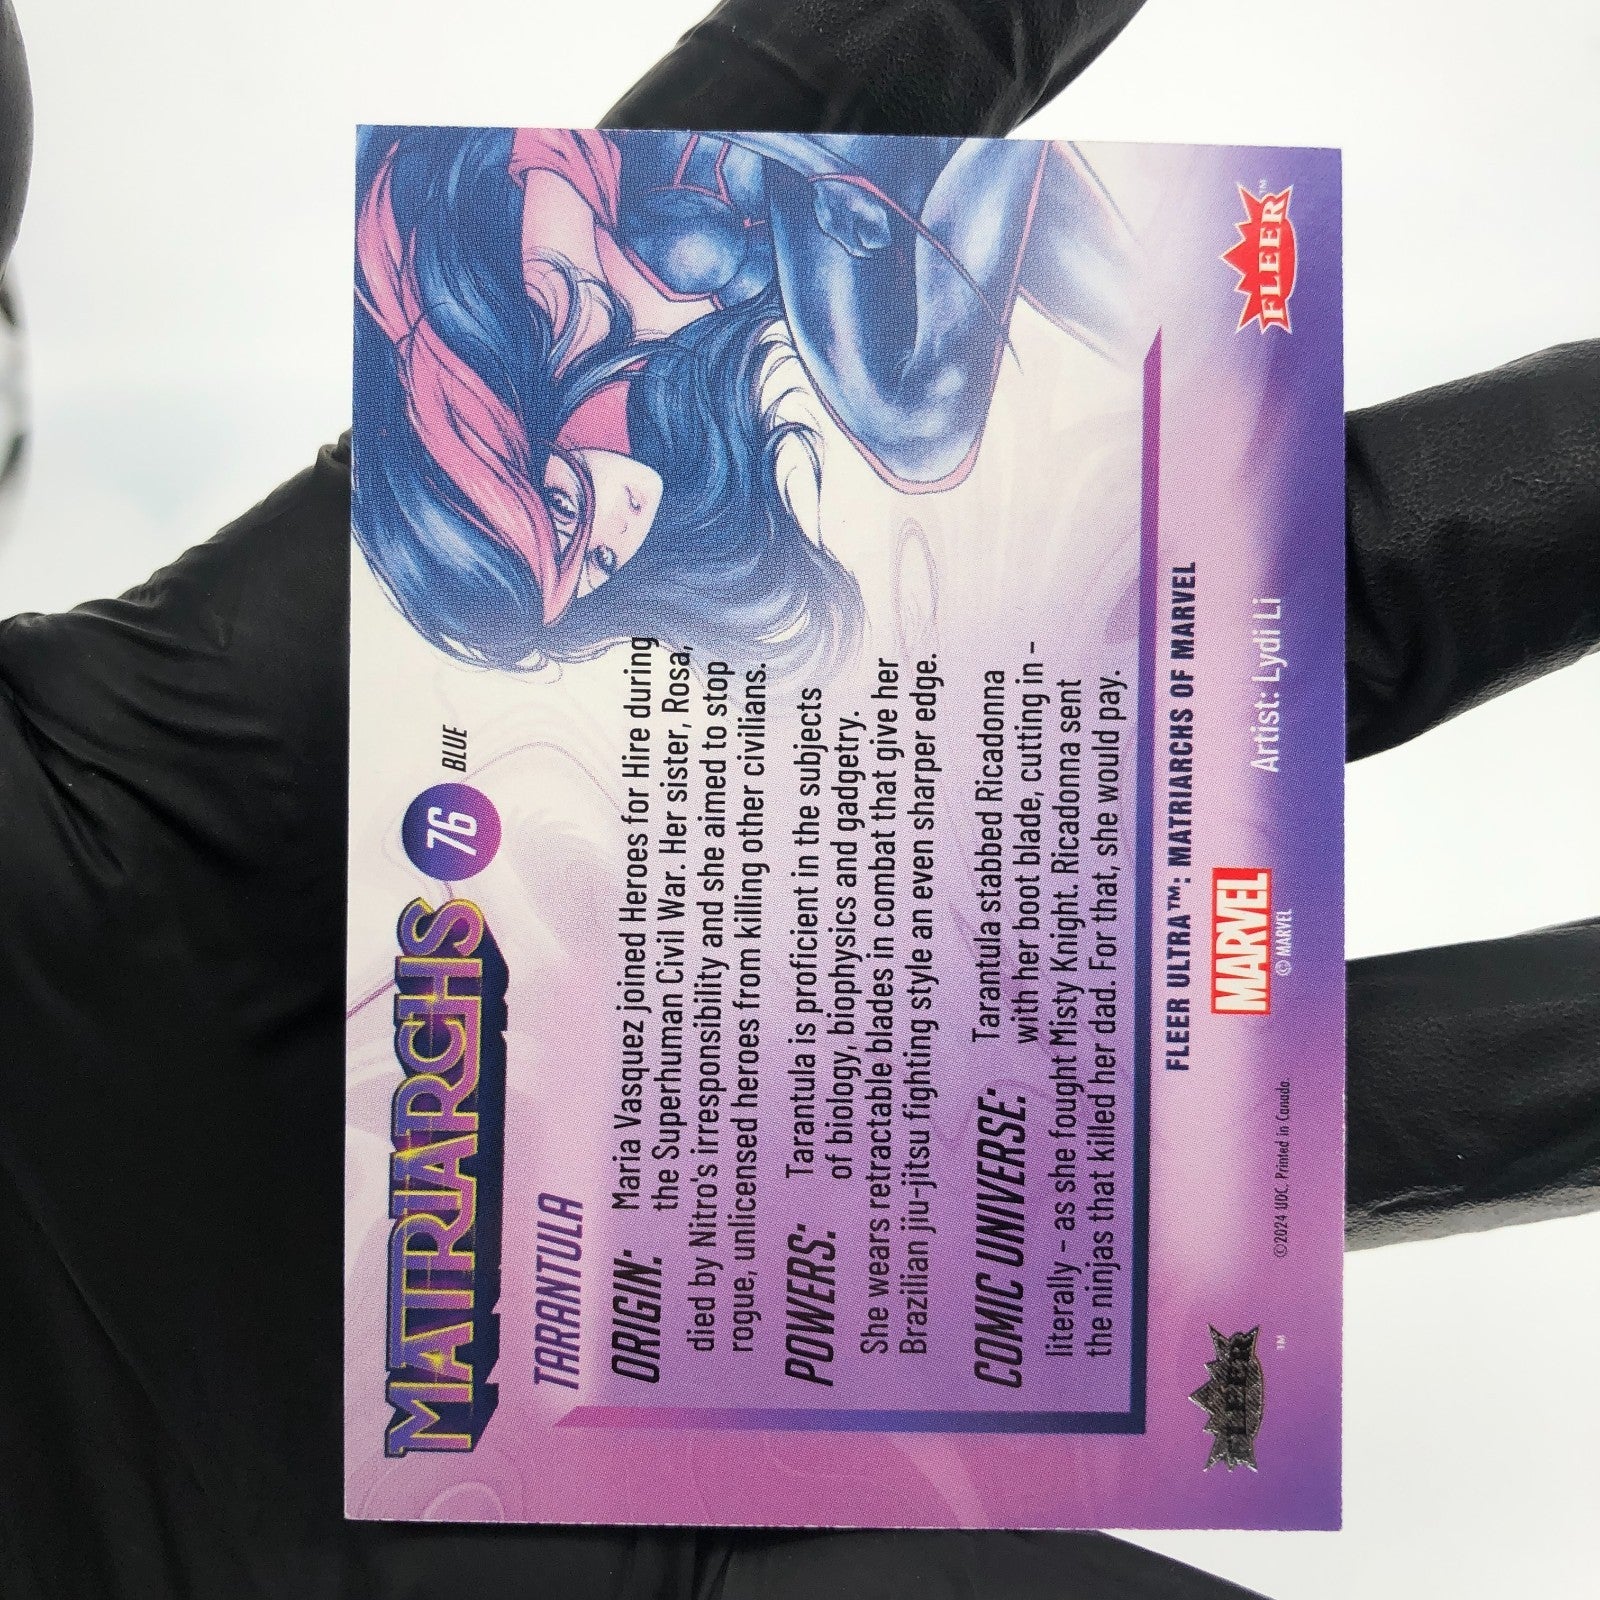 MATRIARCHS 76 BLUE
TARANTULA
ORIGIN: Maria Vasquez joined Heroes for Hire during
the Superhuman Civil War. Her sister, Rosa,
died by Nitro's irresponsibility and she aimed to stop
rogue, unlicensed heroes from killing other civilians.
POWERS: Tarantula is proficient in the subjects
of biology, biophysics and gadgetry.
She wears retractable blades in combat that give her
Brazilian jiu-jitsu fighting style an even sharper edge.
COMIC UNIVERSE: Tarantula stabbed Ricadonna
with her boot blade, cutting in –
literally – as she fought Misty Knight. Ricadonna sent
the ninjas that killed her dad. For that, she would pay.
FLEER ULTRA™: MATRIARCHS OF MARVEL
FLEER ™
©2024 UDC. Printed in Canada.
MARVEL
© MARVEL
Artist: Lydi Li
FLEER™